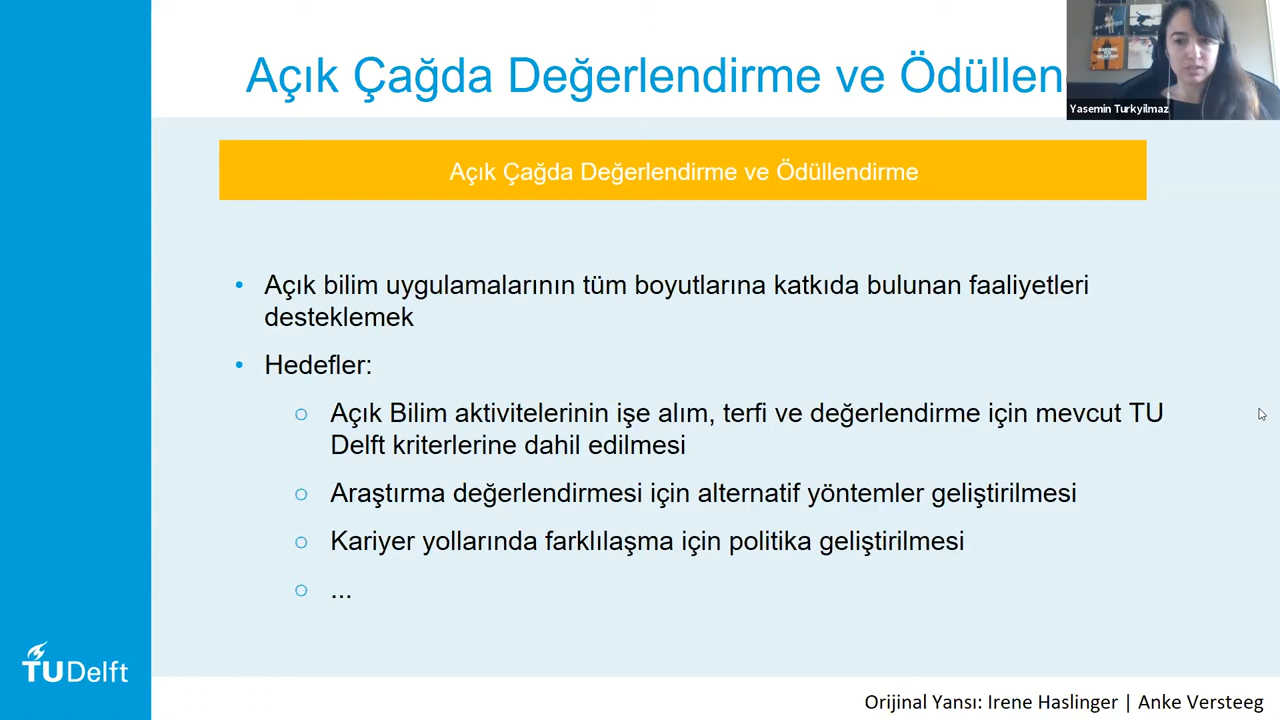 Açık Çağda Değerlendirme ve Ödüllen
Yasemin Turkyilmaz
Açık Çağda Değerlendirme ve Ödüllendirme
• Açık bilim uygulamalarının tüm boyutlarına katkıda bulunan faaliyetleri
desteklemek
• Hedefler:
○ Açık Bilim aktivitelerinin işe alım, terfi ve değerlendirme için mevcut TU
Delft kriterlerine dahil edilmesi
○ Araştırma değerlendirmesi için alternatif yöntemler geliştirilmesi
○ Kariyer yollarında farklılaşma için politika geliştirilmesi
○ ...
TUDelft
Orijinal Yansı: Irene Haslinger | Anke Versteeg